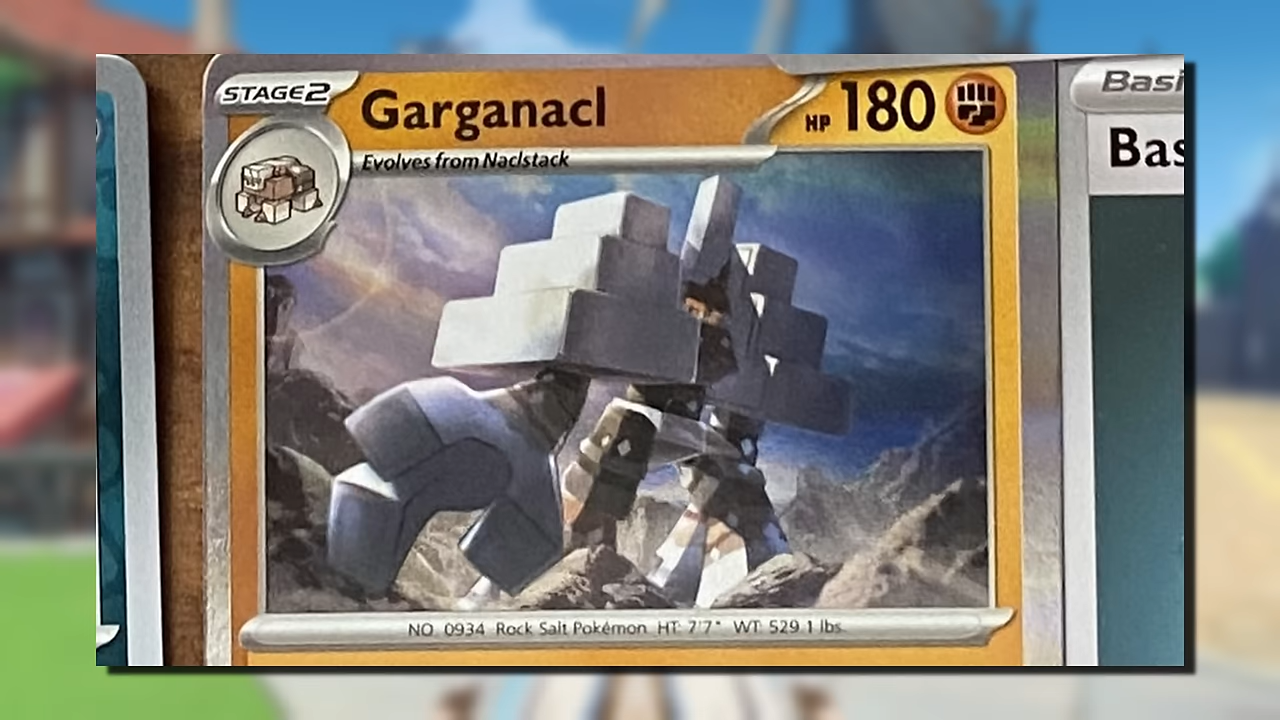 STAGE2
Garganacl
HP 180
Evolves from Naclstack
NO. 0934 Rock Salt Pokémon HT: 7'7" WT: 529.1 lbs.
Basi
Bas